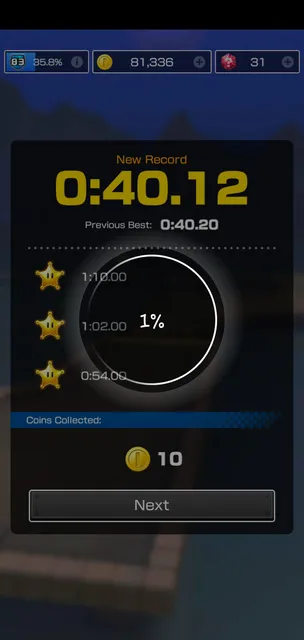 83 35.8% i 81,336 + 31 +
New Record
0:40.12
Previous Best: 0:40.20
1:10.00
1%
1:02.00
0:54.00
Coins Collected:
10
Next